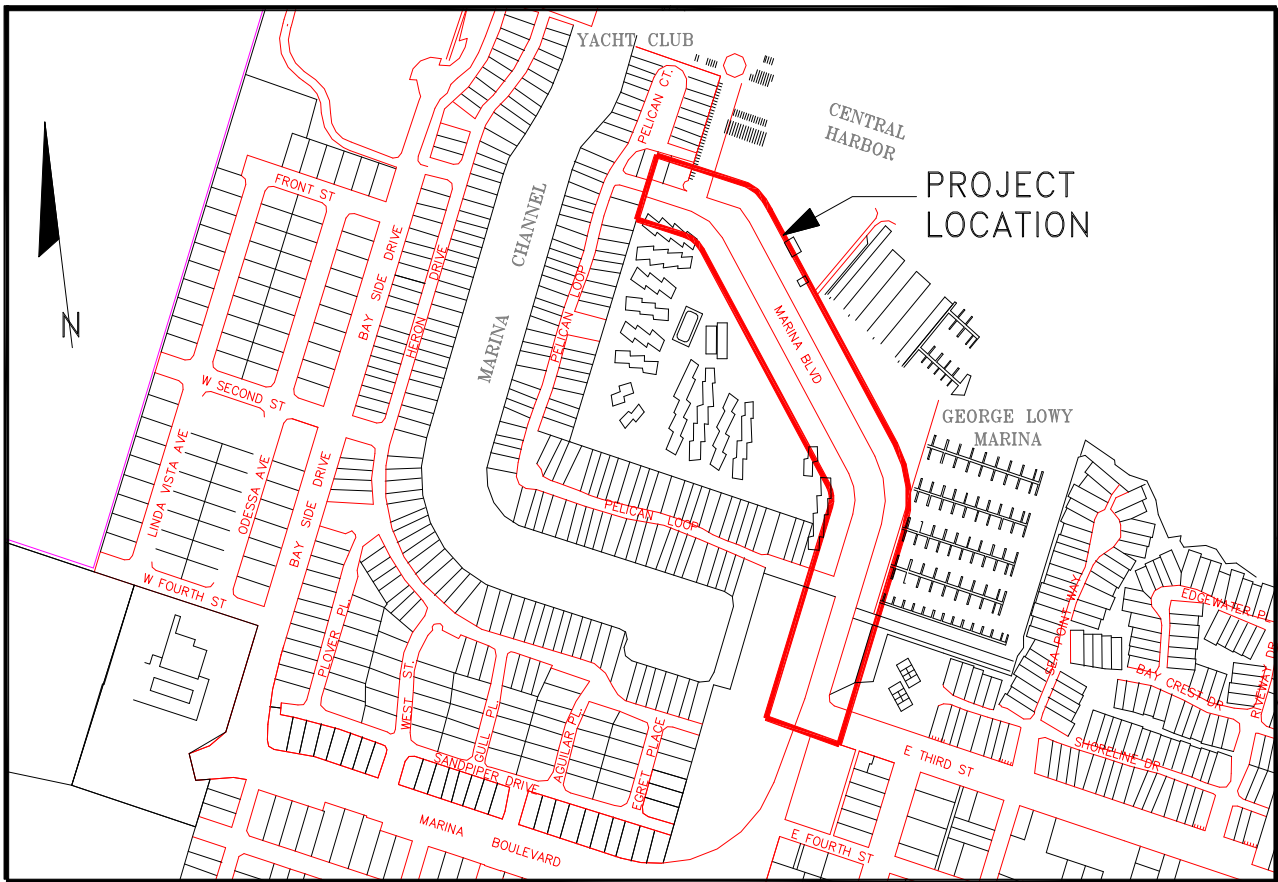 YACHT CLUB
PELICAN CT.
CENTRAL
HARBOR
PROJECT
LOCATION
FRONT ST
BAY SIDE DRIVE
HERON DRIVE
MARINA CHANNEL
PELICAN LOOP
MARINA BLVD
N
W SECOND ST
GEORGE LOWY
MARINA
LINDA VISTA AVE
ODESSA AVE
BAY SIDE DRIVE
PELICAN LOOP
W FOURTH ST
PLOVER PL.
WEST ST.
GULL PL.
AGUILAR PL.
EGRET PLACE
SANDPIPER DRIVE
SEA POINT WAY
EDGEWATER P
BAY CREST DR
RIVEWAY DR
SHORELINE DR
E THIRD ST
MARINA BOULEVARD
E FOURTH ST